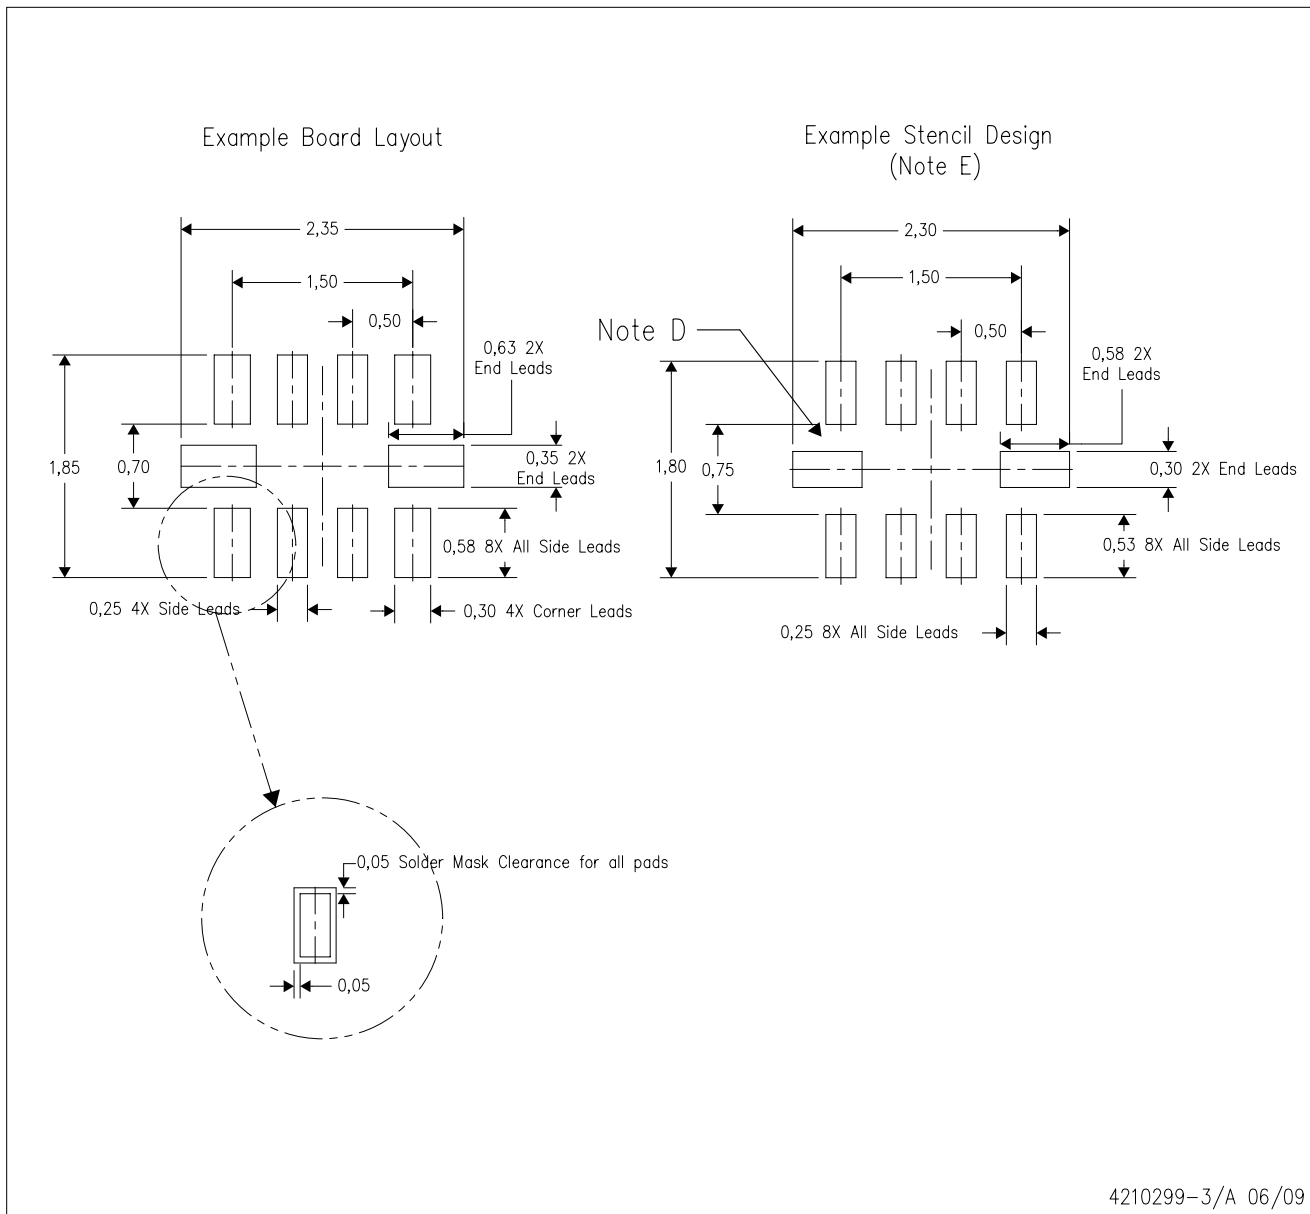 Example Board Layout
2,35
1,50
0,50
0,63 2X
End Leads
1,85
0,70
0,35 2X
End Leads
0,58 8X All Side Leads
0,25 4X Side Leads
0,30 4X Corner Leads
Example Stencil Design
(Note E)
2,30
1,50
Note D
0,50
0,58 2X
End Leads
1,80
0,75
0,30 2X End Leads
0,53 8X All Side Leads
0,25 8X All Side Leads
0,05 Solder Mask Clearance for all pads
0,05
4210299-3/A 06/09